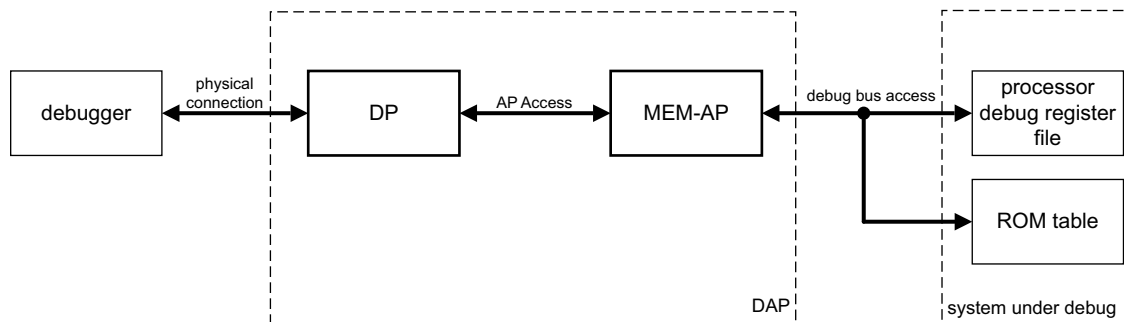 debugger
physical
connection
DP
AP Access
MEM-AP
debug bus access
processor
debug register
file
ROM table
DAP
system under debug